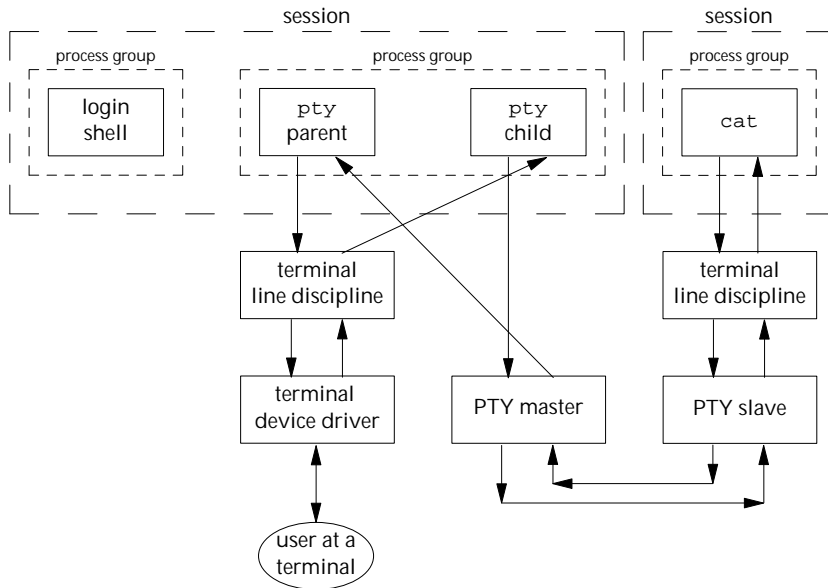 session
session
process group
process group
process group
login
shell
pty
parent
pty
child
cat
terminal
line discipline
terminal
line discipline
terminal
device driver
PTY master
PTY slave
user at a
terminal